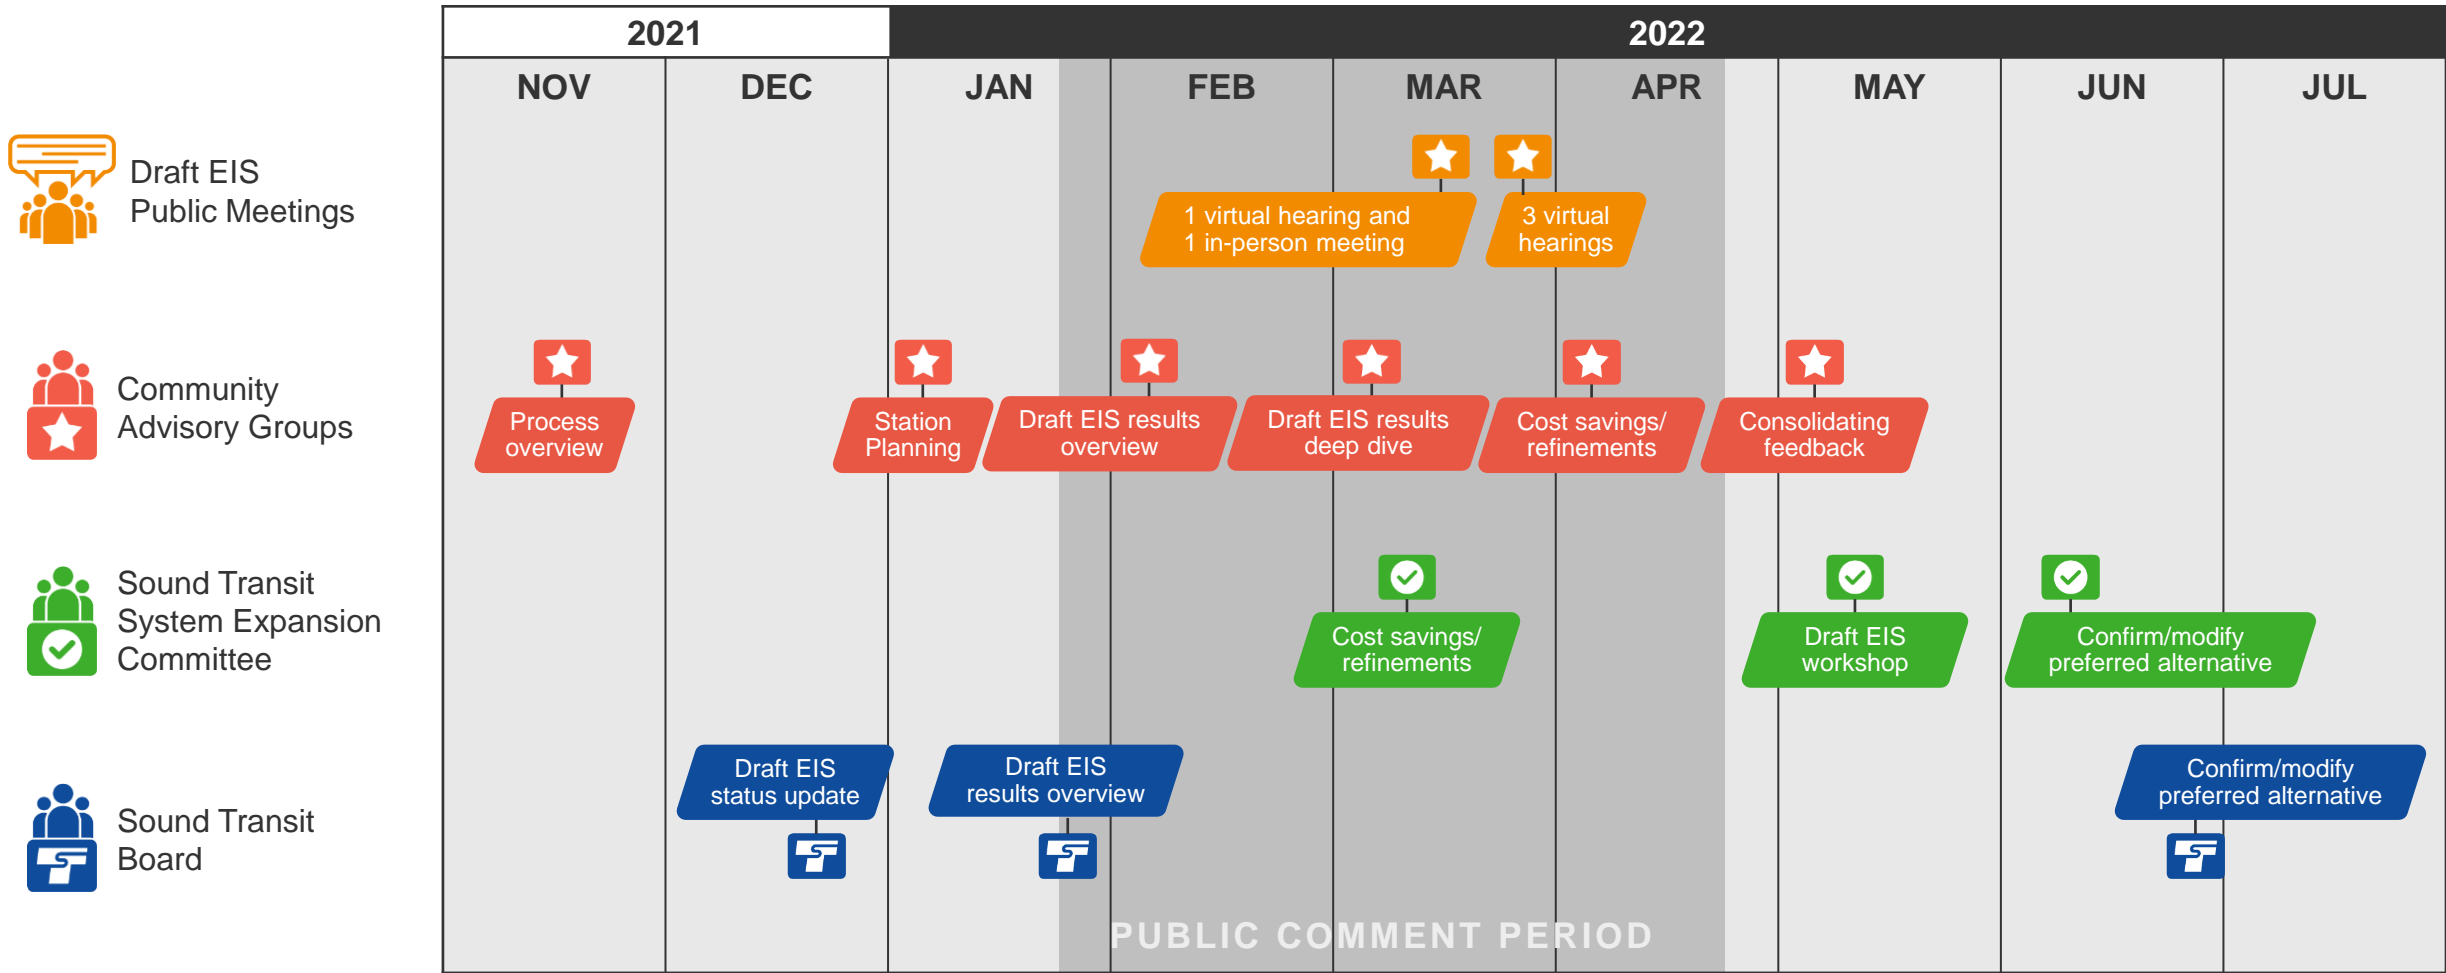 2021
2022
NOV
DEC
JAN
FEB
MAR
APR
MAY
JUN
JUL
Draft EIS
Public Meetings
1 virtual hearing and
1 in-person meeting
3 virtual
hearings
Community
Advisory Groups
Process
overview
Station
Planning
Draft EIS results
overview
Draft EIS results
deep dive
Cost savings/
refinements
Consolidating
feedback
Sound Transit
System Expansion
Committee
Cost savings/
refinements
Draft EIS
workshop
Confirm/modify
preferred alternative
Sound Transit
Board
Draft EIS
status update
Draft EIS
results overview
Confirm/modify
preferred alternative
PUBLIC COMMENT PERIOD